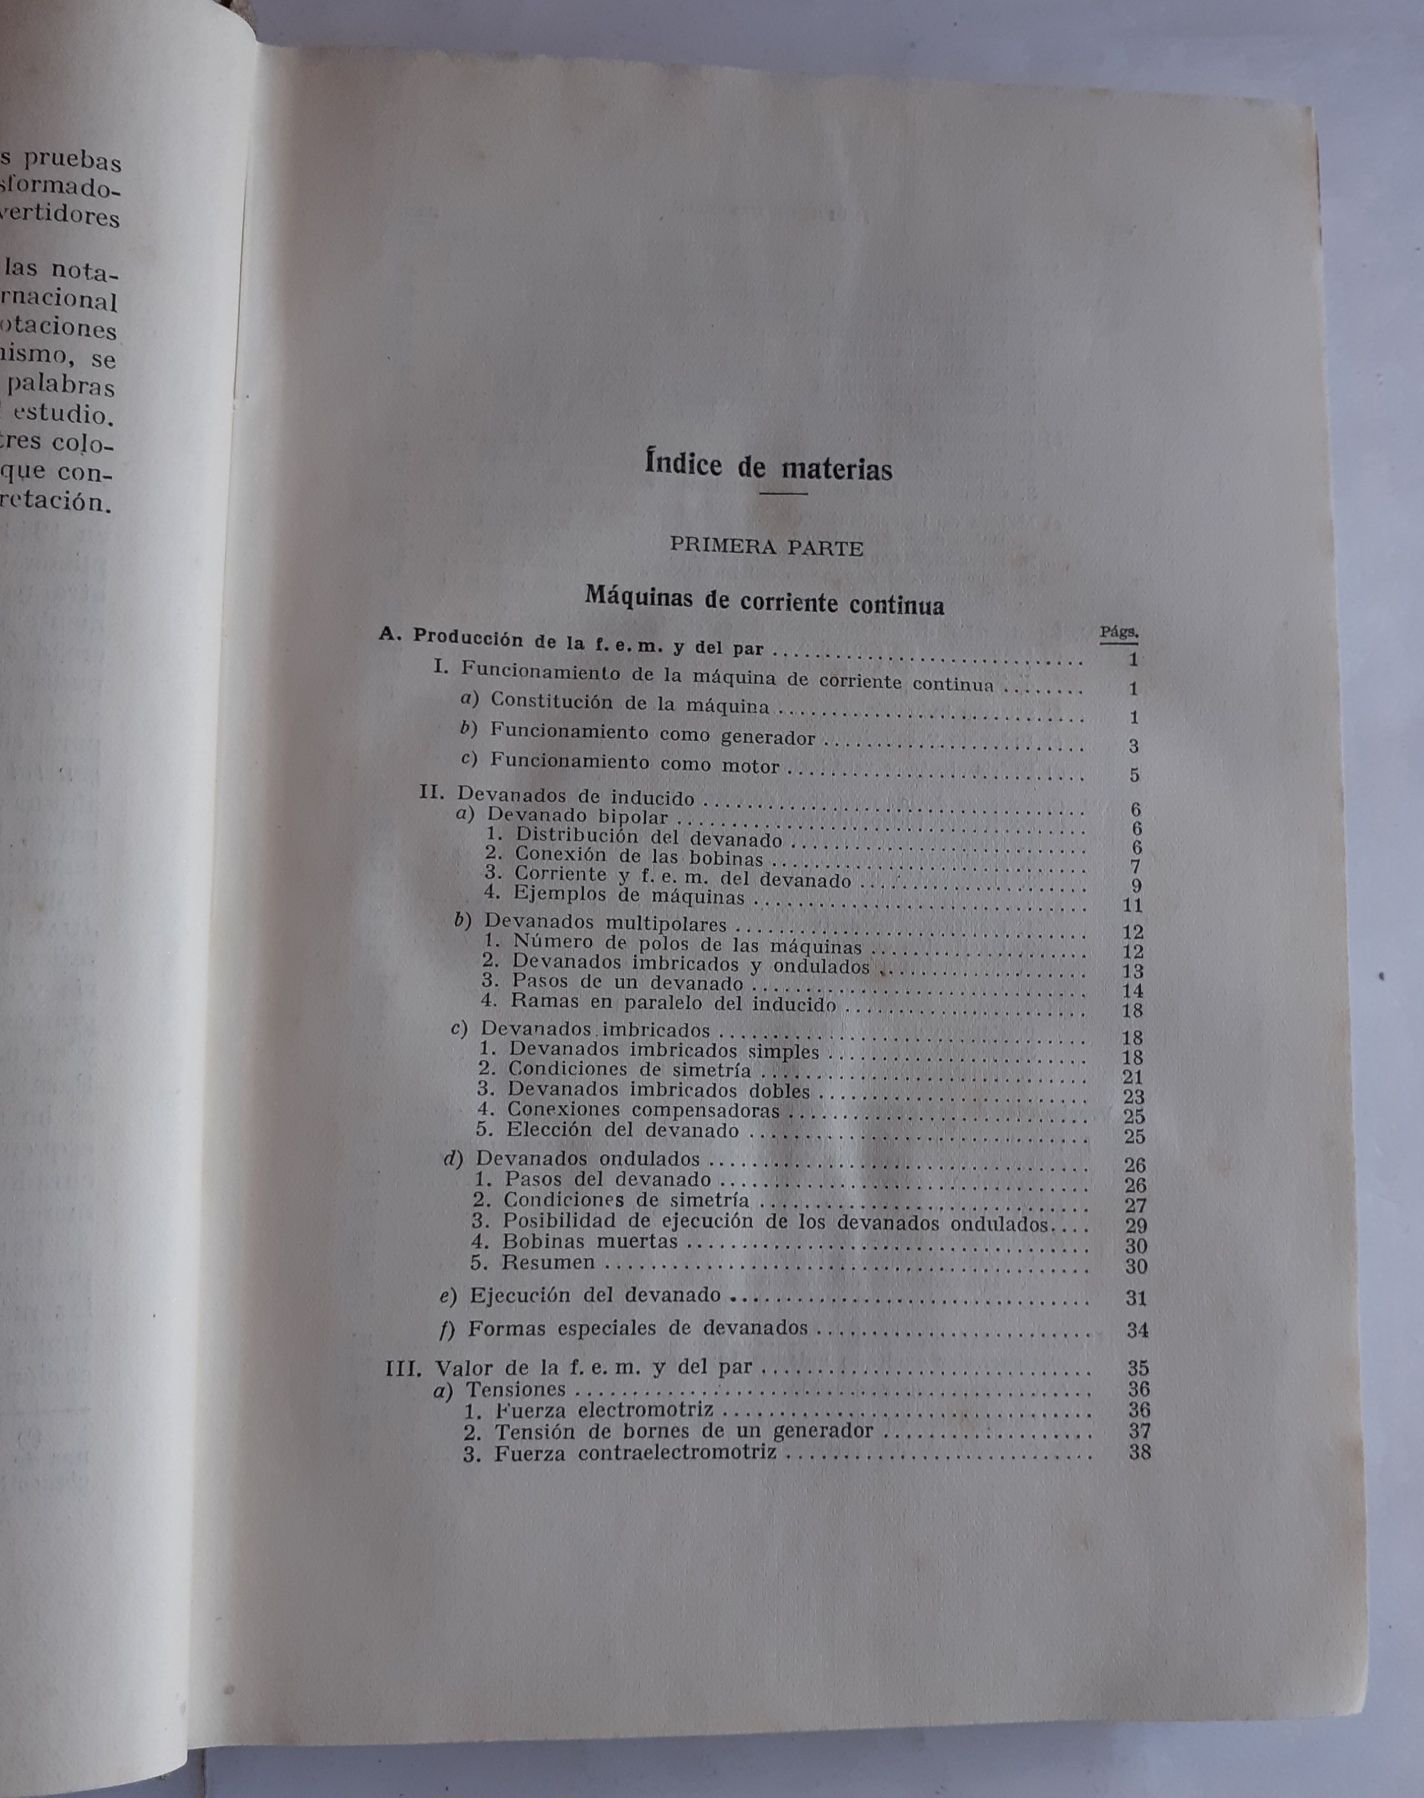 s pruebas
sformado-
vertidores
las nota-
rnacional
otaciones
nismo, se
palabras
estudio.
tres colo-
que con-
retación.
Índice de materias
PRIMERA PARTE
Máquinas de corriente continua
Págs.
A. Producción de la f. e. m. y del par 1
I. Funcionamiento de la máquina de corriente continua 1
a) Constitución de la máquina 1
b) Funcionamiento como generador 3
c) Funcionamiento como motor 5
II. Devanados de inducido 6
a) Devanado bipolar 6
1. Distribución del devanado 6
2. Conexión de las bobinas 7
3. Corriente y f. e. m. del devanado 9
4. Ejemplos de máquinas 11
b) Devanados multipolares 12
1. Número de polos de las máquinas 12
2. Devanados imbricados y ondulados 13
3. Pasos de un devanado 14
4. Ramas en paralelo del inducido 18
c) Devanados imbricados 18
1. Devanados imbricados simples 18
2. Condiciones de simetría 21
3. Devanados imbricados dobles 23
4. Conexiones compensadoras 25
5. Elección del devanado 25
d) Devanados ondulados 26
1. Pasos del devanado 26
2. Condiciones de simetría 27
3. Posibilidad de ejecución de los devanados ondulados 29
4. Bobinas muertas 30
5. Resumen 30
e) Ejecución del devanado 31
f) Formas especiales de devanados 34
III. Valor de la f. e. m. y del par 35
a) Tensiones 36
1. Fuerza electromotriz 36
2. Tensión de bornes de un generador 37
3. Fuerza contraelectromotriz 38